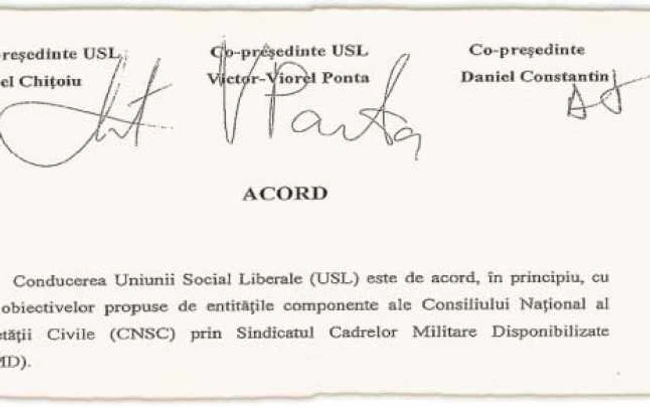 reședinte USL Co-președinte USL Co-președinte
el Chițoiu Victor-Viorel Ponta Daniel Constantin
V Ponta
ACORD
Conducerea Uniunii Social Liberale (USL) este de acord, în principiu, cu
obiectivelor propuse de entitățile componente ale Consiliului Național al
etății Civile (CNSC) prin Sindicatul Cadrelor Militare Disponibilizate
MD).